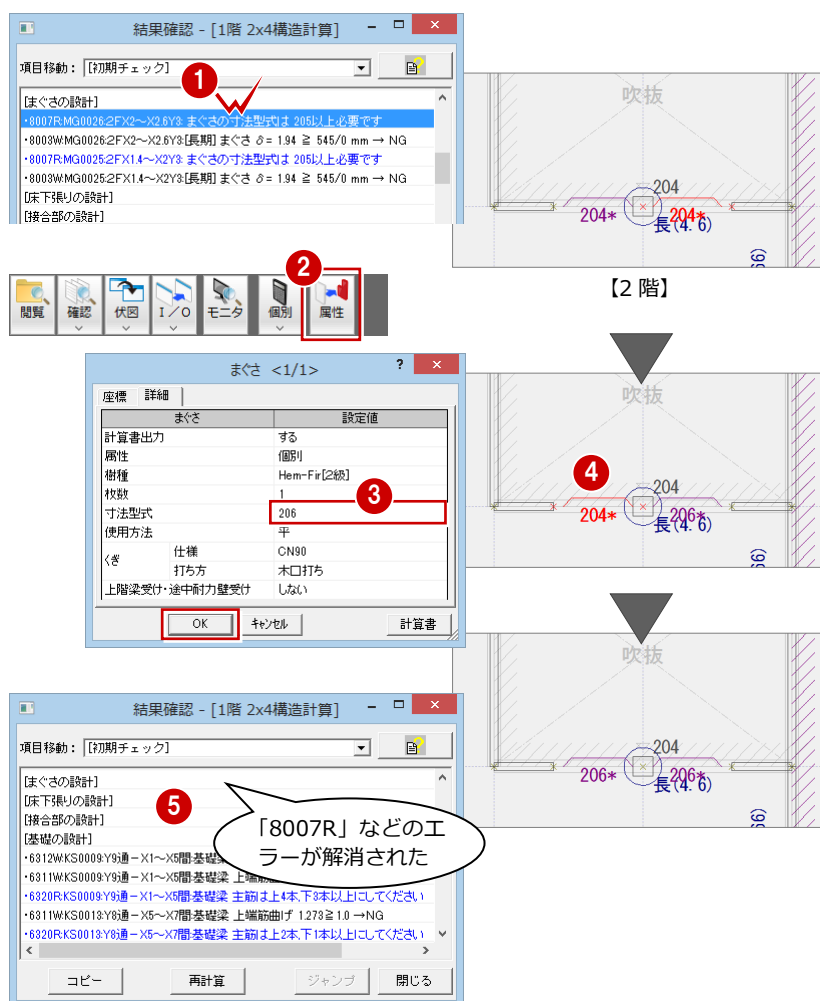 結果確認 - [1階 2x4構造計算]
項目移動： [初期チェック]
1
[まぐさの設計]
･8007R:MG0026:2FX2～X2.6Y3: まぐさの寸法型式は 205以上必要です
･8003W:MG0026:2FX2～X2.6Y3:[長期] まぐさ δ= 1.94 ≧ 545/0 mm → NG
･8007R:MG0025:2FX1.4～X2Y3: まぐさの寸法型式は 205以上必要です
･8003W:MG0025:2FX1.4～X2Y3:[長期] まぐさ δ= 1.94 ≧ 545/0 mm → NG
[床下張りの設計]
[接合部の設計]
吹抜
204
204*
204*
長(4.6)
【2 階】
2
閲覧
確認
伏図
I／O
モニタ
個別
属性
まぐさ <1/1>
?
×
座標 詳細
まぐさ 設定値
計算書出力 する
属性 個別
樹種 Hem-Fir[2級]
枚数 1
3
寸法型式 206
使用方法 平
くぎ 仕様 CN90
打ち方 木口打ち
上階梁受け･途中耐力壁受け しない
OK キャンセル 計算書
吹抜
4
204
204*
206*
長(4.6)
吹抜
204
206*
206*
長(4.6)
結果確認 - [1階 2x4構造計算]
項目移動： [初期チェック]
[まぐさの設計]
[床下張りの設計]
5
[接合部の設計]
[基礎の設計]
「8007R」などのエ
ラーが解消された
･6312W:KS0009:Y9通－X1～X5間:基礎梁
･6311W:KS0009:Y9通－X1～X5間:基礎梁 上端筋曲げ
･6320R:KS0009:Y9通－X1～X5間:基礎梁 主筋は上4本,下3本以上にしてください
･6311W:KS0013:Y8通－X5～X7間:基礎梁 上端筋曲げ 1.273≧1.0 →NG
･6320R:KS0013:Y8通－X5～X7間:基礎梁 主筋は上2本,下1本以上にしてください
コピー 再計算 ジャンプ 閉じる